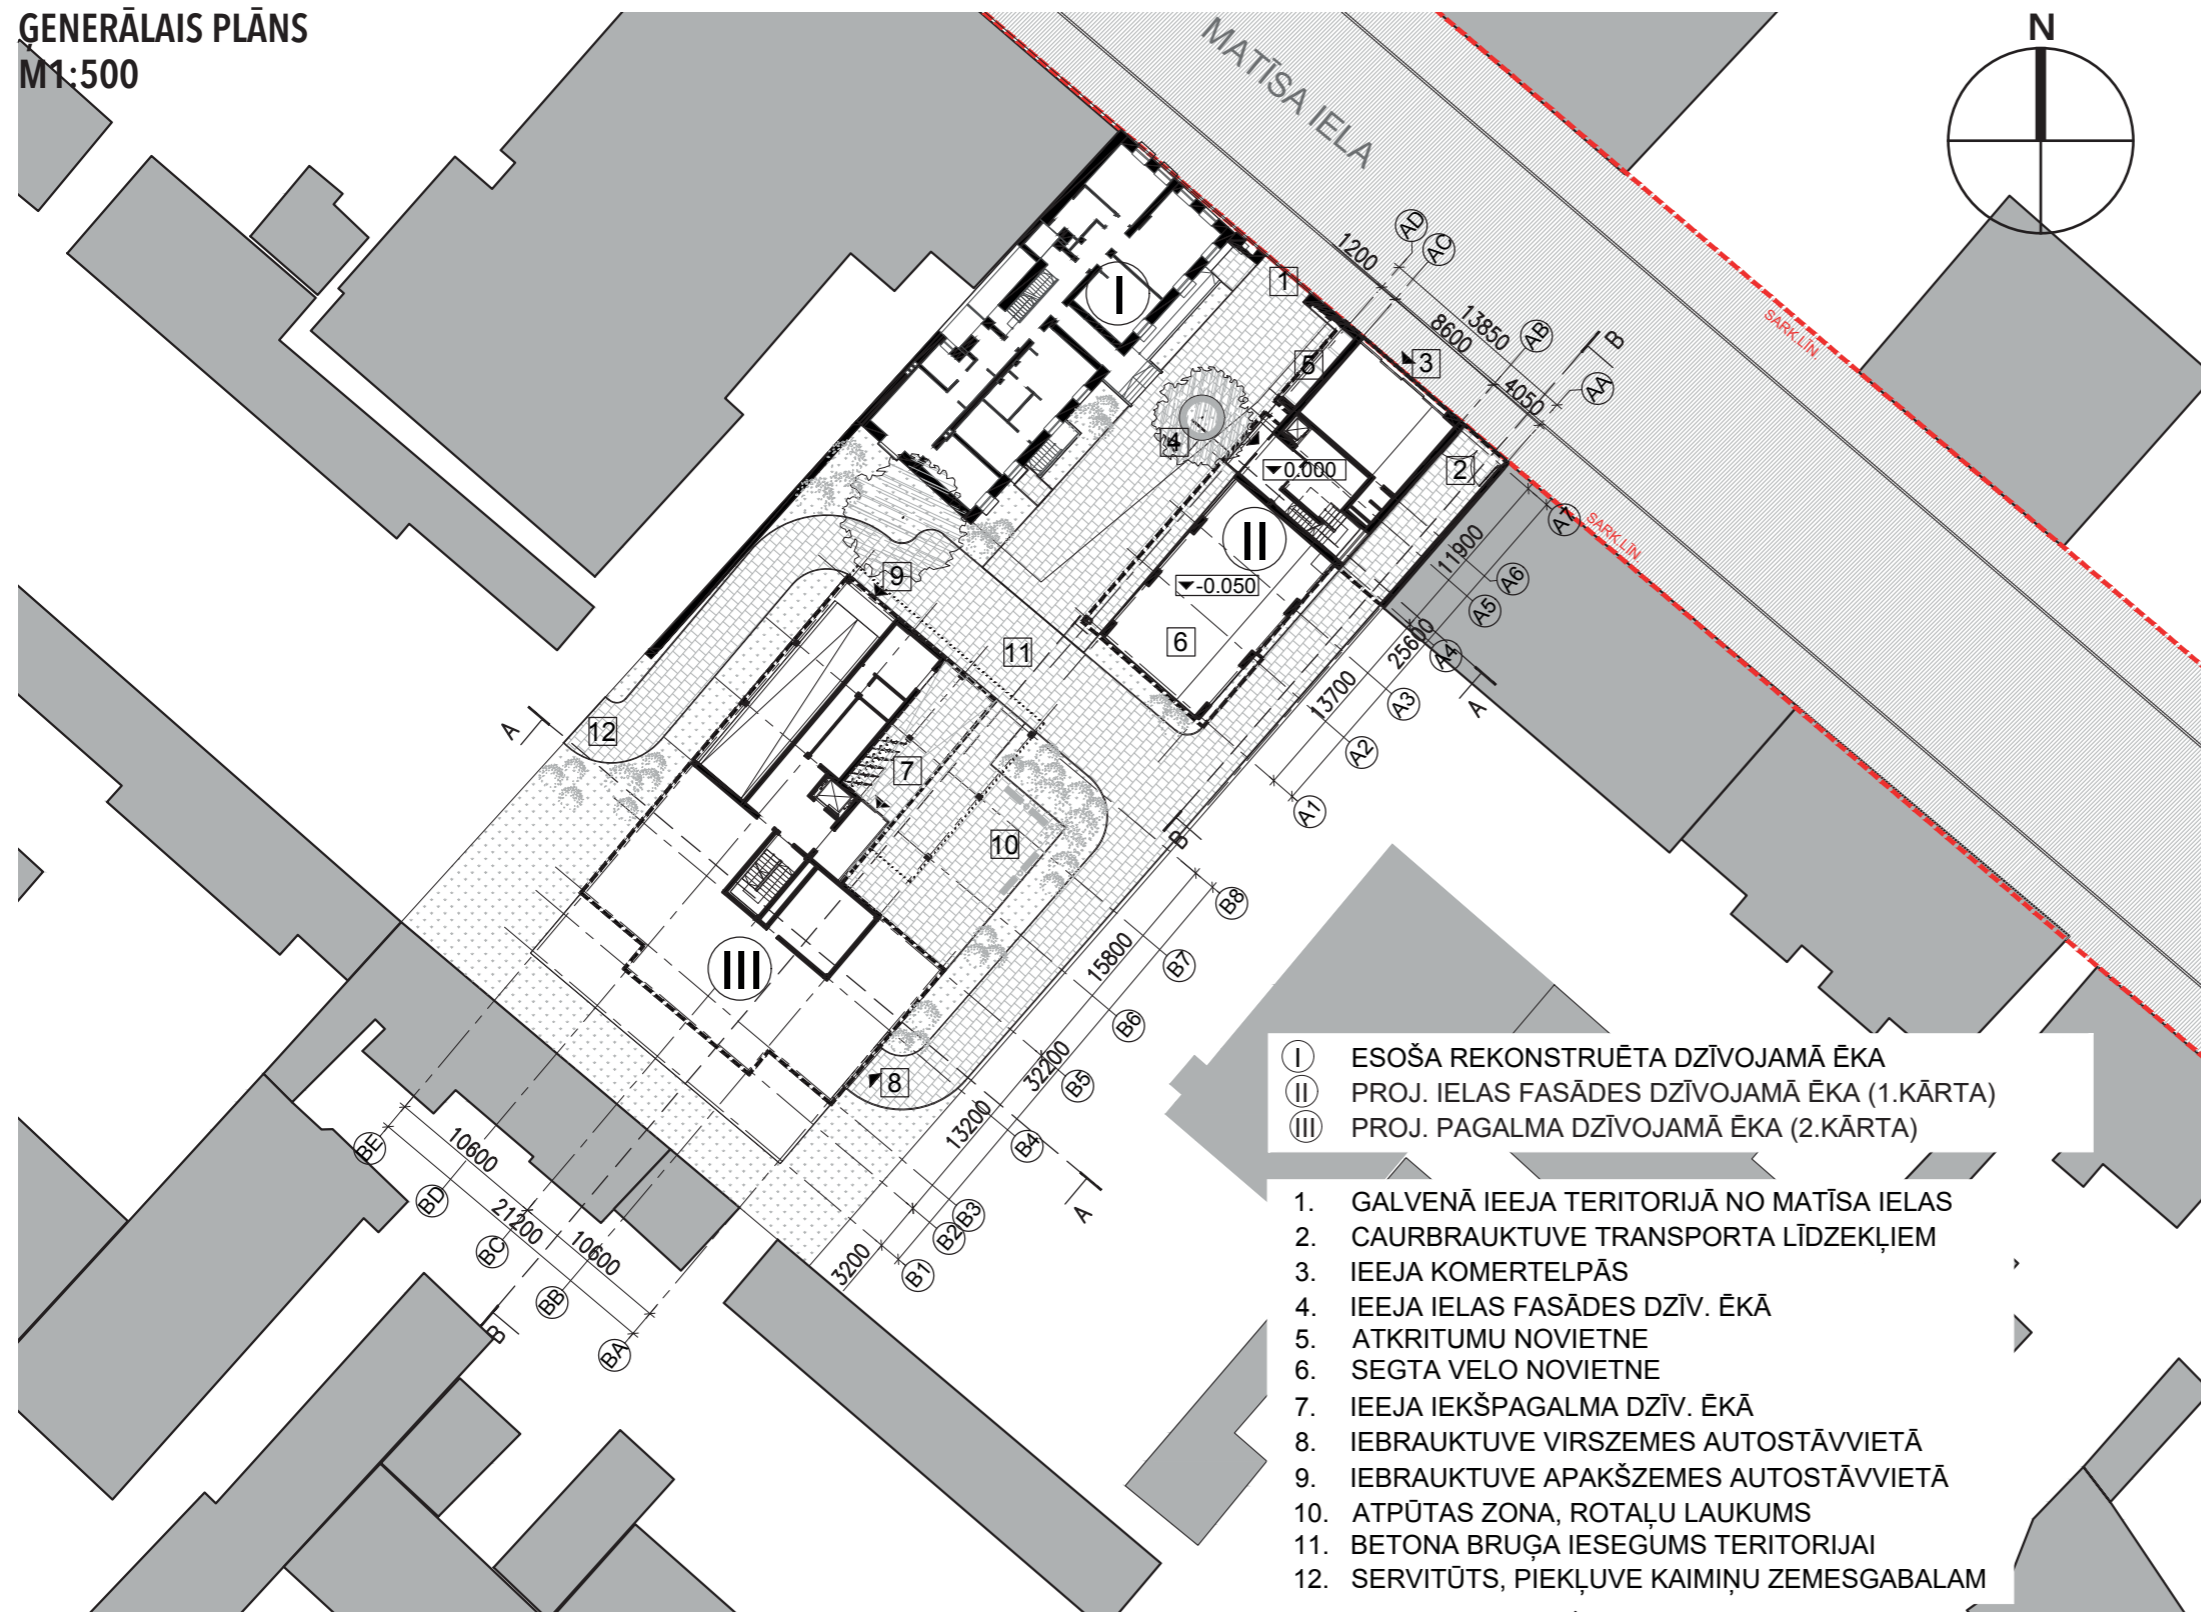 ĢENERĀLAIS PLĀNS
M1:500
N
MATĪSA IELA
SARK.LĪN.
SARK.LĪN.
AD
AC
AB
AA
1200
13850
8600
4050
B
B
A7
A6
A5
A4
A3
A2
A1
11900
25600
13700
A
A
1
2
3
4
5
6
7
8
9
10
11
12
I
II
III
0.000
-0.050
B8
B7
B6
B5
B4
B3
B2
B1
15800
32200
13200
3200
A
A
BE
BD
BC
BB
BA
10600
21200
10600
B
I ESOŠA REKONSTRUĒTA DZĪVOJAMĀ ĒKA
II PROJ. IELAS FASĀDES DZĪVOJAMĀ ĒKA (1.KĀRTA)
III PROJ. PAGALMA DZĪVOJAMĀ ĒKA (2.KĀRTA)
1. GALVENĀ IEEJA TERITORIJĀ NO MATĪSA IELAS
2. CAURBRAUKTUVE TRANSPORTA LĪDZEKĻIEM
3. IEEJA KOMERTELPĀS
4. IEEJA IELAS FASĀDES DZĪV. ĒKĀ
5. ATKRITUMU NOVIETNE
6. SEGTA VELO NOVIETNE
7. IEEJA IEKŠPAGALMA DZĪV. ĒKĀ
8. IEBRAUKTUVE VIRSZEMES AUTOSTĀVVIETĀ
9. IEBRAUKTUVE APAKŠZEMES AUTOSTĀVVIETĀ
10. ATPŪTAS ZONA, ROTAĻU LAUKUMS
11. BETONA BRUĢA IESEGUMS TERITORIJAI
12. SERVITŪTS, PIEKĻUVE KAIMIŅU ZEMESGABALAM